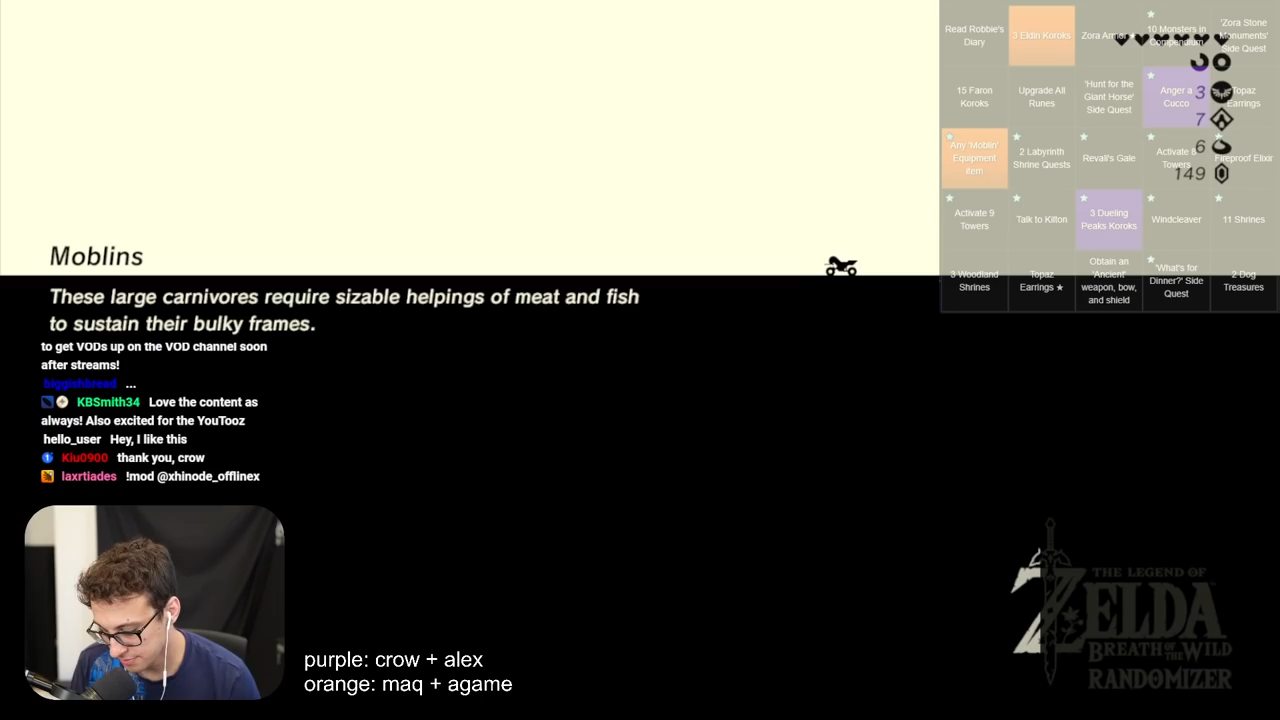 Read Robbie's
Diary
3 Eldin Koroks
Zora Armor ★
10 Monsters in
Compendium
'Zora Stone
Monuments'
Side Quest
15 Faron
Koroks
Upgrade All
Runes
'Hunt for the
Giant Horse'
Side Quest
Anger a
Cucco
Topaz
Earrings
3
7
6
149
Any 'Moblin'
Equipment
item
2 Labyrinth
Shrine Quests
Revali's Gale
Activate 8
Towers
Fireproof Elixir
Activate 9
Towers
Talk to Kilton
3 Dueling
Peaks Koroks
Windcleaver
11 Shrines
3 Woodland
Shrines
Topaz
Earrings ★
Obtain an
'Ancient'
weapon, bow,
and shield
'What's for
Dinner?' Side
Quest
2 Dog
Treasures
Moblins
These large carnivores require sizable helpings of meat and fish
to sustain their bulky frames.
to get VODs up on the VOD channel soon
after streams!
biggishbread ...
KBSmith34 Love the content as
always! Also excited for the YouTooz
hello_user Hey, I like this
Kiu0900 thank you, crow
laxrtiades !mod @xhinode_offlinex
purple: crow + alex
orange: maq + agame
THE LEGEND OF
ZELDA
BREATH OF THE WILD
RANDOMIZER